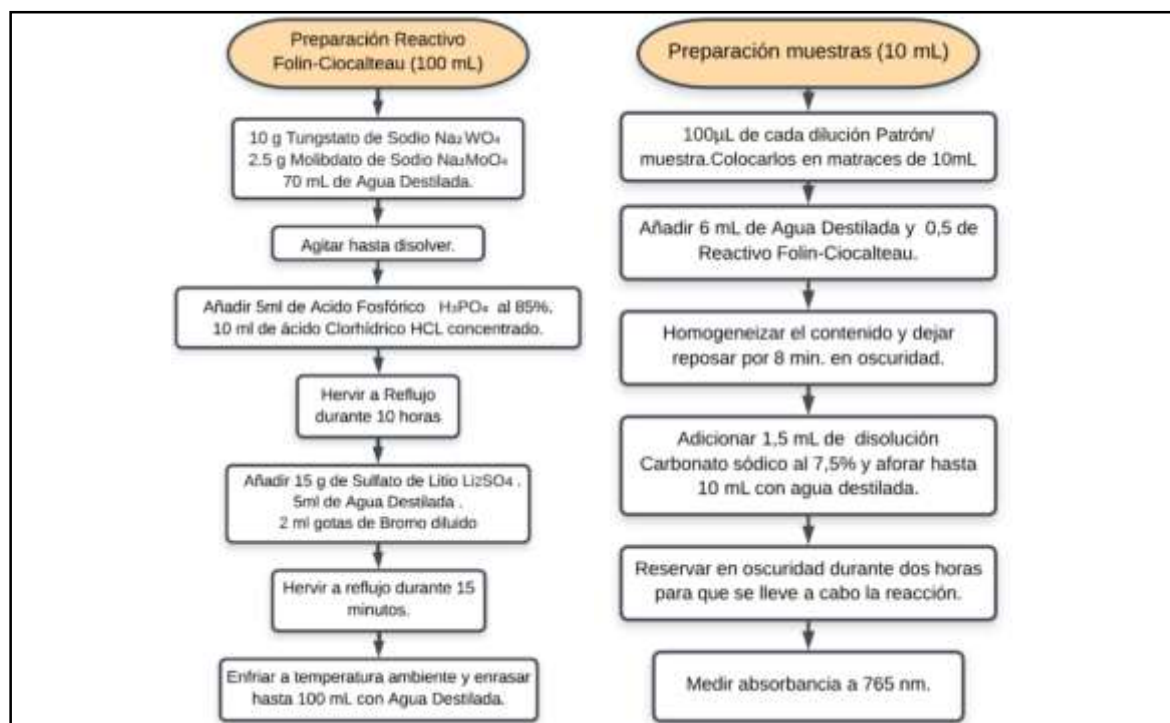 Preparación Reactivo
Folin-Ciocalteau (100 mL)
10 g Tungstato de Sodio Na₂WO₄
2.5 g Molibdato de Sodio Na₂MoO₄
70 mL de Agua Destilada.
Agitar hasta disolver.
Añadir 5ml de Acido Fosfórico H₃PO₄ al 85%.
10 ml de ácido Clorhídrico HCL concentrado.
Hervir a Reflujo
durante 10 horas
Añadir 15 g de Sulfato de Litio Li2SO4 .
5ml de Agua Destilada .
2 ml gotas de Bromo diluido
Hervir a reflujo durante 15
minutos.
Enfriar a temperatura ambiente y enrasar
hasta 100 mL con Agua Destilada.
Preparación muestras (10 mL)
100µL de cada dilución Patrón/
muestra.Colocarlos en matraces de 10mL
Añadir 6 mL de Agua Destilada y 0,5 de
Reactivo Folin-Ciocalteau.
Homogeneizar el contenido y dejar
reposar por 8 min. en oscuridad.
Adicionar 1,5 mL de disolución
Carbonato sódico al 7,5% y aforar hasta
10 mL con agua destilada.
Reservar en oscuridad durante dos horas
para que se lleve a cabo la reacción.
Medir absorbancia a 765 nm.